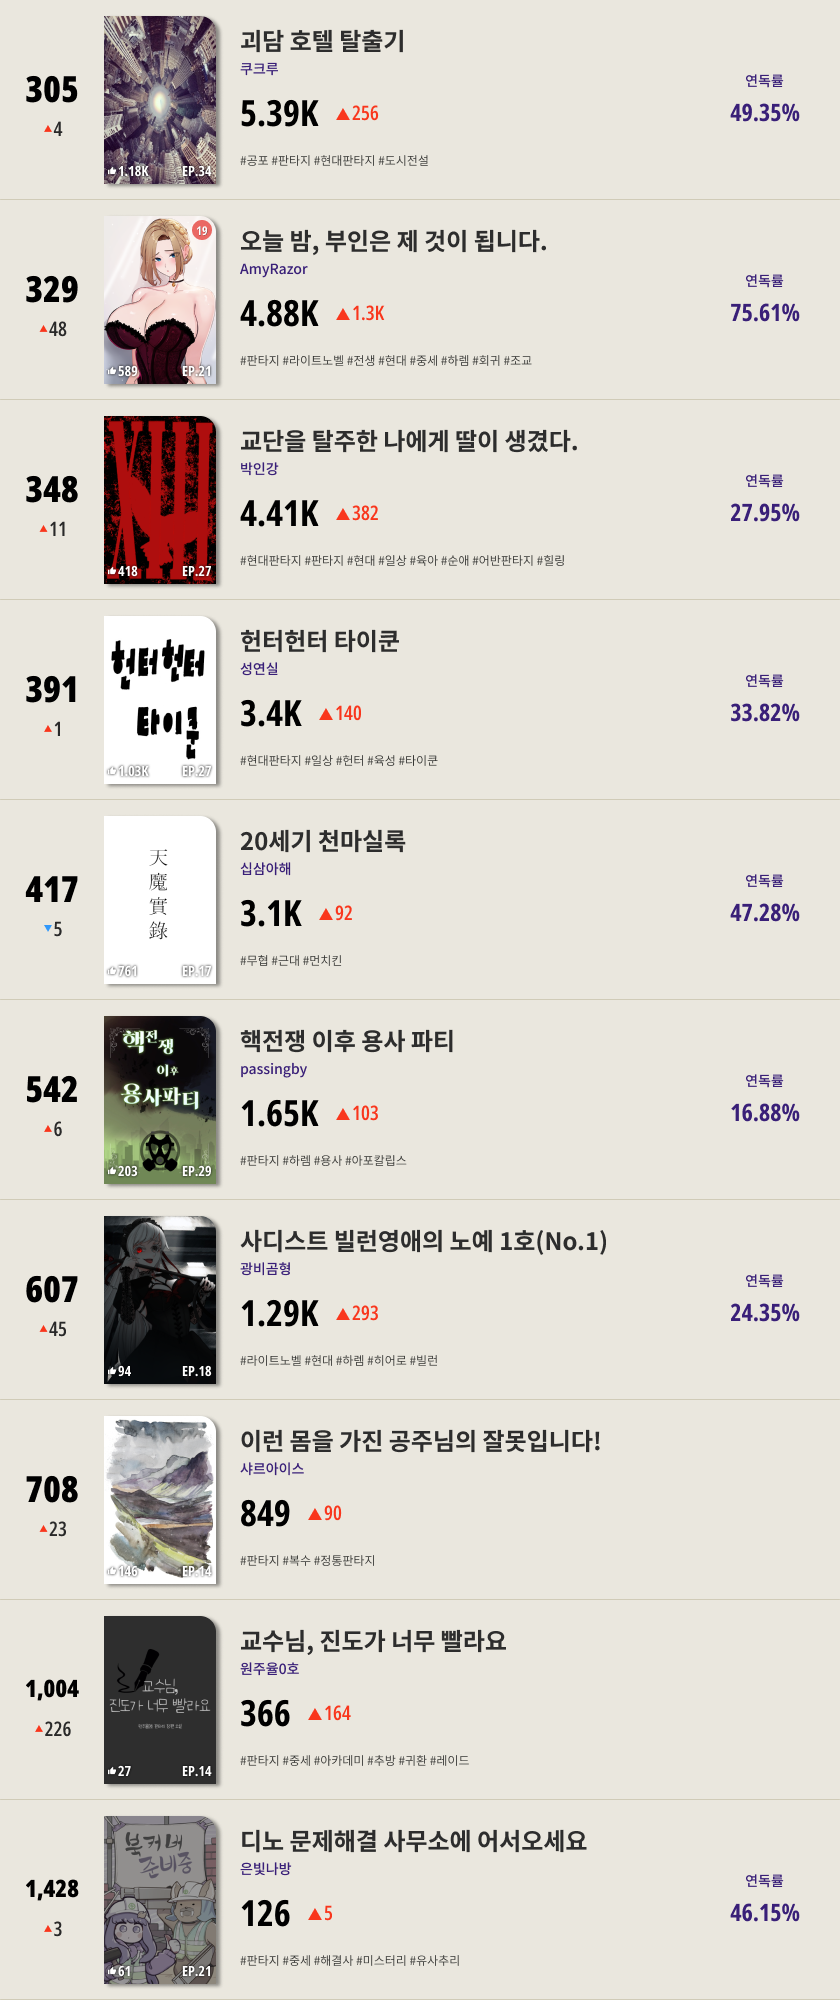 305
▲4
1.18K
EP.34
괴담 호텔 탈출기
쿠크루
5.39K ▲256
#공포 #판타지 #현대판타지 #도시전설
연독률
49.35%
329
▲48
19
589
EP.21
오늘 밤, 부인은 제 것이 됩니다.
AmyRazor
4.88K ▲1.3K
#판타지 #라이트노벨 #전생 #현대 #중세 #하렘 #회귀 #조교
연독률
75.61%
348
▲11
XIII
418
EP.27
교단을 탈주한 나에게 딸이 생겼다.
박인강
4.41K ▲382
#현대판타지 #판타지 #현대 #일상 #육아 #순애 #어반판타지 #힐링
연독률
27.95%
391
▲1
헌터헌터
타이쿤
1.03K
EP.27
헌터헌터 타이쿤
성연실
3.4K ▲140
#현대판타지 #일상 #헌터 #육성 #타이쿤
연독률
33.82%
417
▼5
天
魔
實
錄
761
EP.17
20세기 천마실록
십삼아해
3.1K ▲92
#무협 #근대 #먼치킨
연독률
47.28%
542
▲6
핵전쟁
이후
용사파티
203
EP.29
핵전쟁 이후 용사 파티
passingby
1.65K ▲103
#판타지 #하렘 #용사 #아포칼립스
연독률
16.88%
607
▲45
94
EP.18
사디스트 빌런영애의 노예 1호(No.1)
광비곰형
1.29K ▲293
#라이트노벨 #현대 #하렘 #히어로 #빌런
연독률
24.35%
708
▲23
146
EP.14
이런 몸을 가진 공주님의 잘못입니다!
샤르아이스
849 ▲90
#판타지 #복수 #정통판타지
1,004
▲226
교수님,
진도가 너무 빨라요
27
EP.14
교수님, 진도가 너무 빨라요
원주율0호
366 ▲164
#판타지 #중세 #아카데미 #추방 #귀환 #레이드
1,428
▲3
북커버
준비중
61
EP.21
디노 문제해결 사무소에 어서오세요
은빛나방
126 ▲5
#판타지 #중세 #해결사 #미스터리 #유사추리
연독률
46.15%